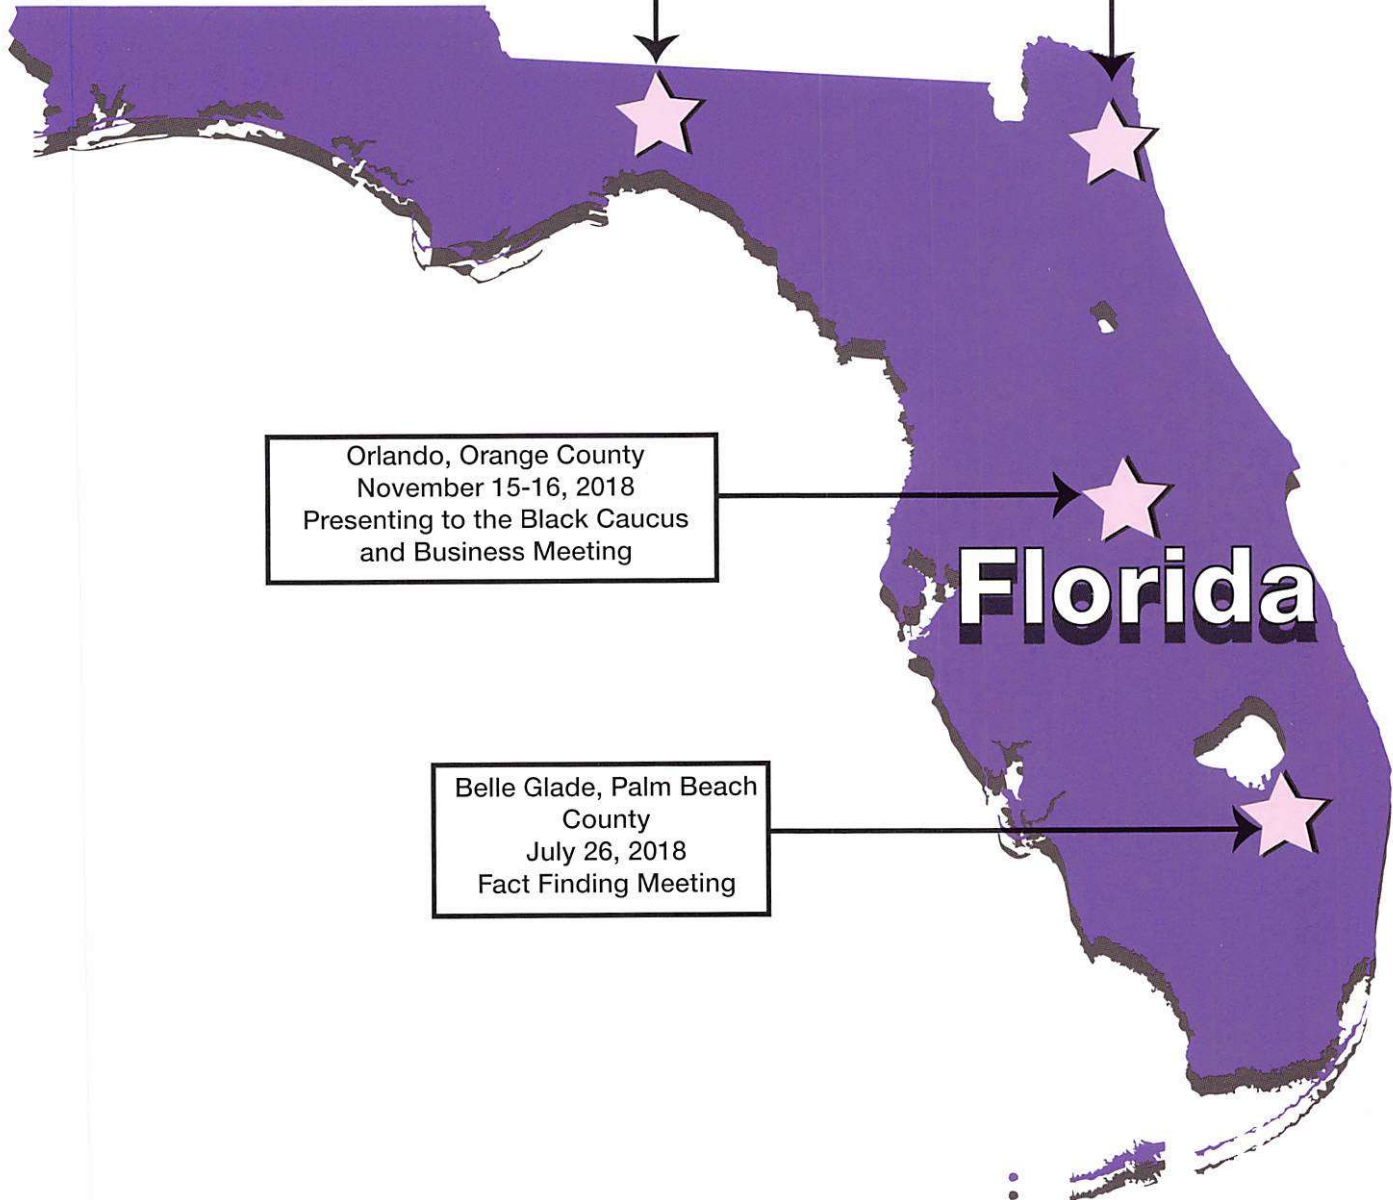 Orlando, Orange County
November 15-16, 2018
Presenting to the Black Caucus
and Business Meeting
Florida
Belle Glade, Palm Beach
County
July 26, 2018
Fact Finding Meeting